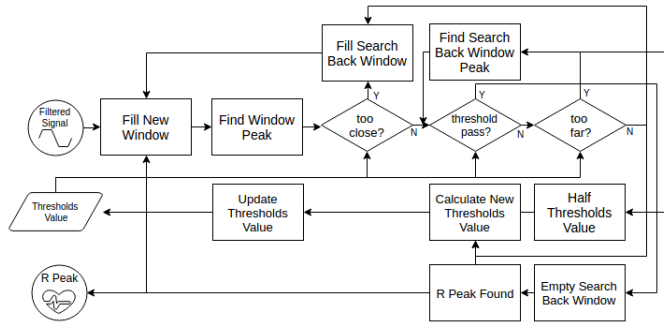 Fill Search
Back Window
Find Search
Back Window
Peak
Y
Y
Y
Filtered
Signal
Fill New
Window
Find Window
Peak
too
close?
N
threshold
pass?
N
too
far?
N
Thresholds
Value
Update
Thresholds
Value
Calculate New
Thresholds
Value
Half
Thresholds
Value
R Peak
R Peak Found
Empty Search
Back Window